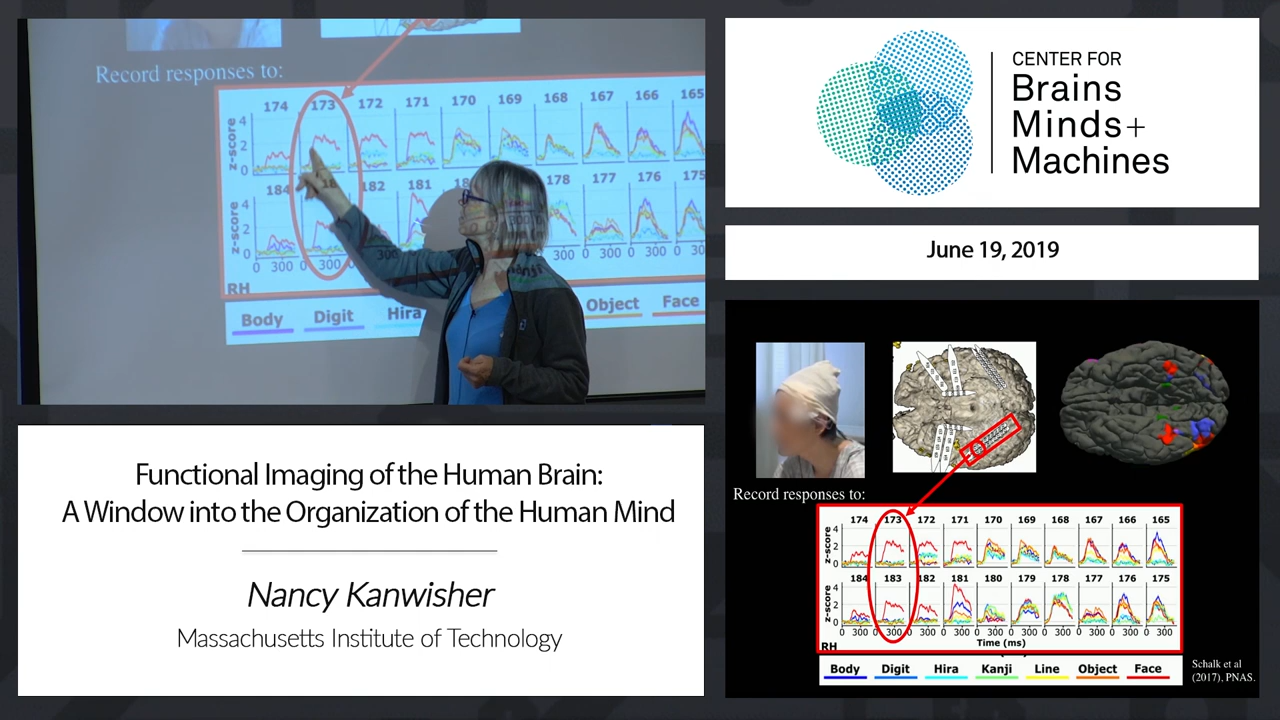 Record responses to:
174 173 172 171 170 169 168 167 166 165
4
z-score
2
0
184 182 181 178 177 176 175
4
z-score
2
0
0 300 0 300 300 0 300 0 300 0 300
RH
Body Digit Hira Object Face
CENTER FOR
Brains
Minds+
Machines
June 19, 2019
Functional Imaging of the Human Brain:
A Window into the Organization of the Human Mind
Nancy Kanwisher
Massachusetts Institute of Technology
Record responses to:
174 173 172 171 170 169 168 167 166 165
4
z-score
2
0
184 183 182 181 180 179 178 177 176 175
4
z-score
2
0
0 300 0 300 0 300 0 300 0 300 0 300 0 300 0 300 0 300 0 300
RH
Time (ms)
Body Digit Hira Kanji Line Object Face
Schalk et al
(2017), PNAS.